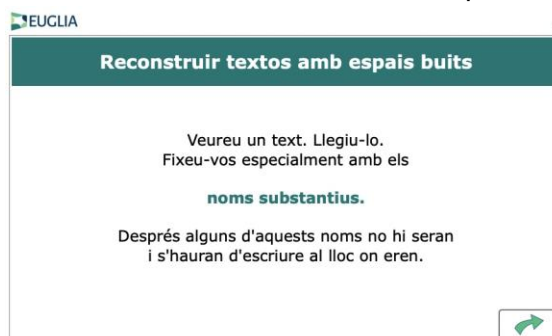 EUGLIA
Reconstruir textos amb espais buits
Veureu un text. Llegiu-lo.
Fixeu-vos especialment amb els
noms substantius.
Després alguns d'aquests noms no hi seran
i s'hauran d'escriure al lloc on eren.